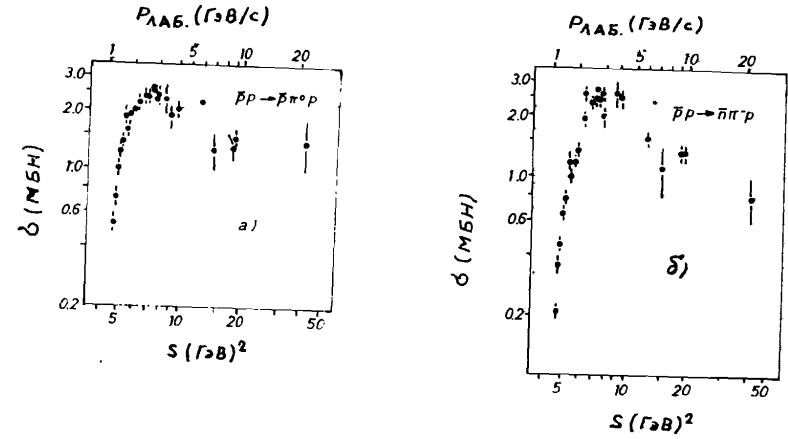 PЛАБ. (ГэВ/с)
1 5 10 20
3.0
2.0
1.0
0.6
0.2
p̄p → p̄π°p
а)
σ (МБН)
5 10 20 50
S (ГэВ)²
PЛАБ. (ГэВ/с)
1 5 10 20
3.0
2.0
1.0
0.6
0.2
p̄p → n̄π⁻p
б)
σ (МБН)
5 10 20 50
S (ГэВ)²